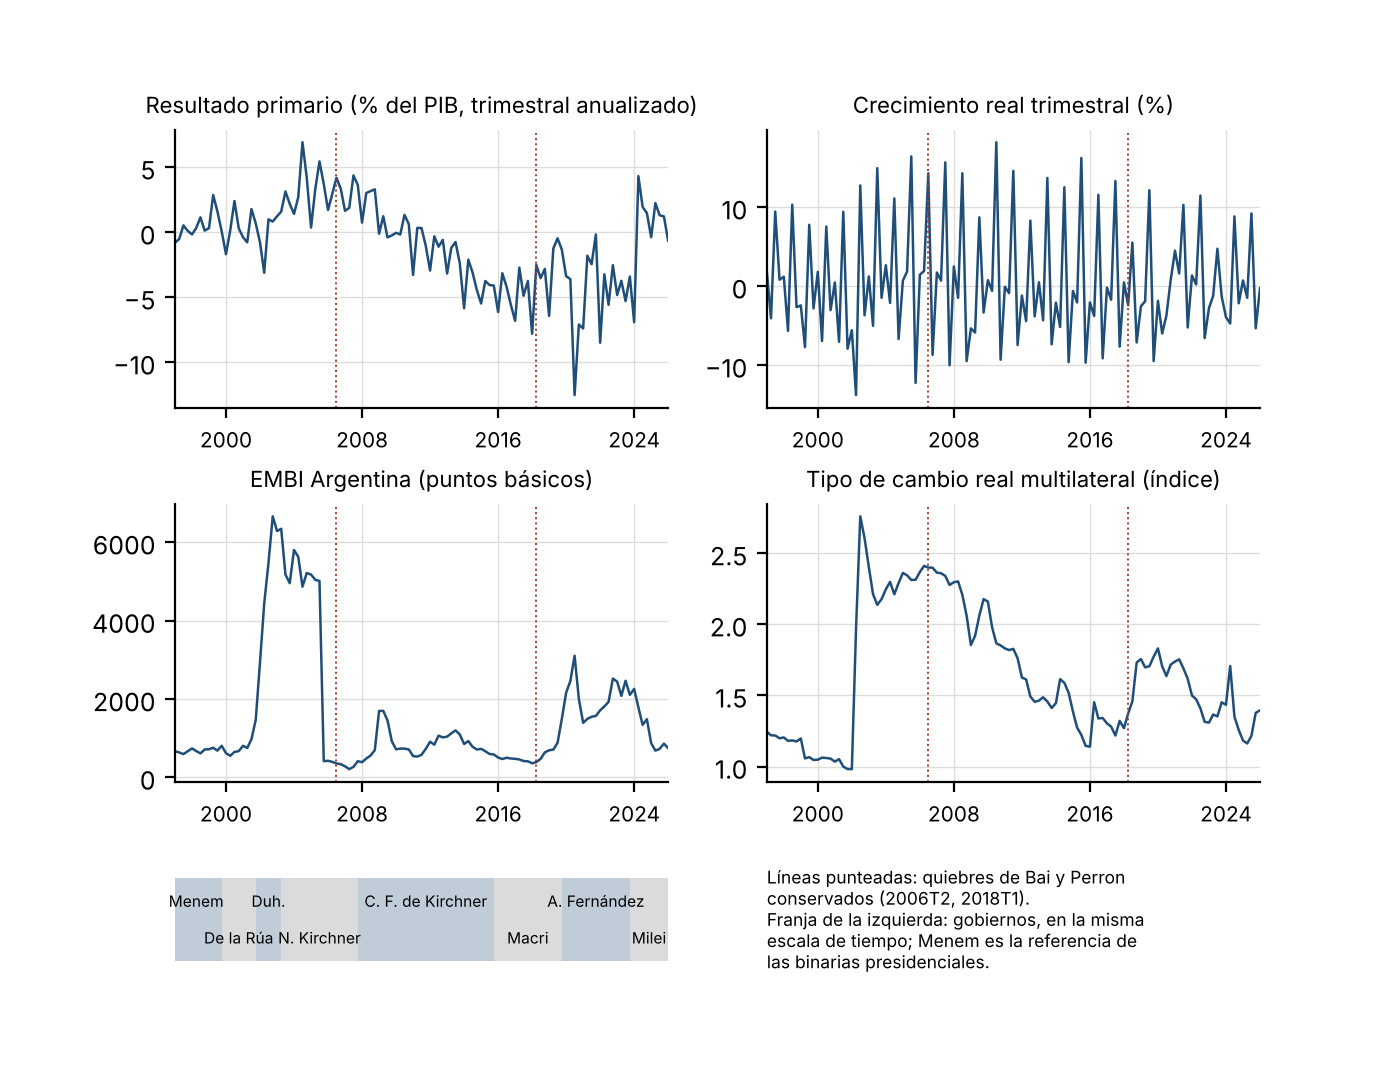 Resultado primario (% del PIB, trimestral anualizado)
5
0
−5
−10
2000 2008 2016 2024
Crecimiento real trimestral (%)
10
0
−10
2000 2008 2016 2024
EMBI Argentina (puntos básicos)
6000
4000
2000
0
2000 2008 2016 2024
Tipo de cambio real multilateral (índice)
2.5
2.0
1.5
1.0
2000 2008 2016 2024
Menem Duh. C. F. de Kirchner A. Fernández
De la Rúa N. Kirchner Macri Milei
Líneas punteadas: quiebres de Bai y Perron
conservados (2006T2, 2018T1).
Franja de la izquierda: gobiernos, en la misma
escala de tiempo; Menem es la referencia de
las binarias presidenciales.